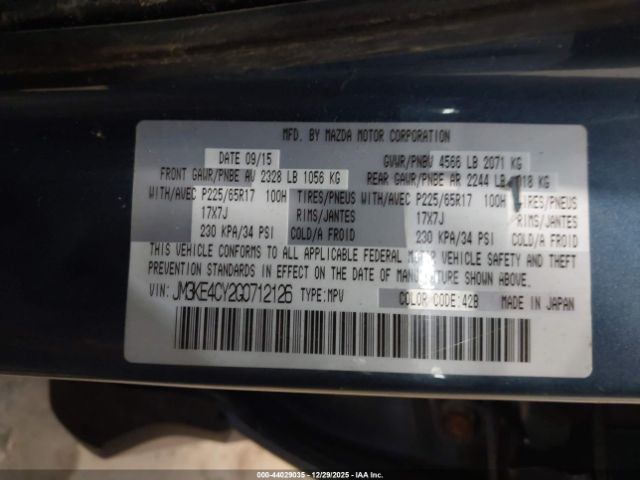 MFD. BY MAZDA MOTOR CORPORATION
DATE 09/15 GVWR/PNBV 4566 LB 2071 KG
FRONT GAWR/PNBE AV 2328 LB 1056 KG REAR GAWR/PNBE AR 2244 LB 1018 KG
WITH/AVEC P225/65R17 100H TIRES/PNEUS WITH/AVEC P225/65R17 100H TIRES/PNEUS
17X7J RIMS/JANTES 17X7J RIMS/JANTES
230 KPA/34 PSI COLD/A FROID 230 KPA/34 PSI COLD/A FROID
THIS VEHICLE CONFORMS TO ALL APPLICABLE FEDERAL MOTOR VEHICLE SAFETY AND THEFT
PREVENTION STANDARDS IN EFFECT ON THE DATE OF MANUFACTURE SHOWN ABOVE.
VIN: JM3KE4CY2G0712126 TYPE:MPV COLOR CODE:42B MADE IN JAPAN
000-44029035 - 12/29/2025 - IAAI.com